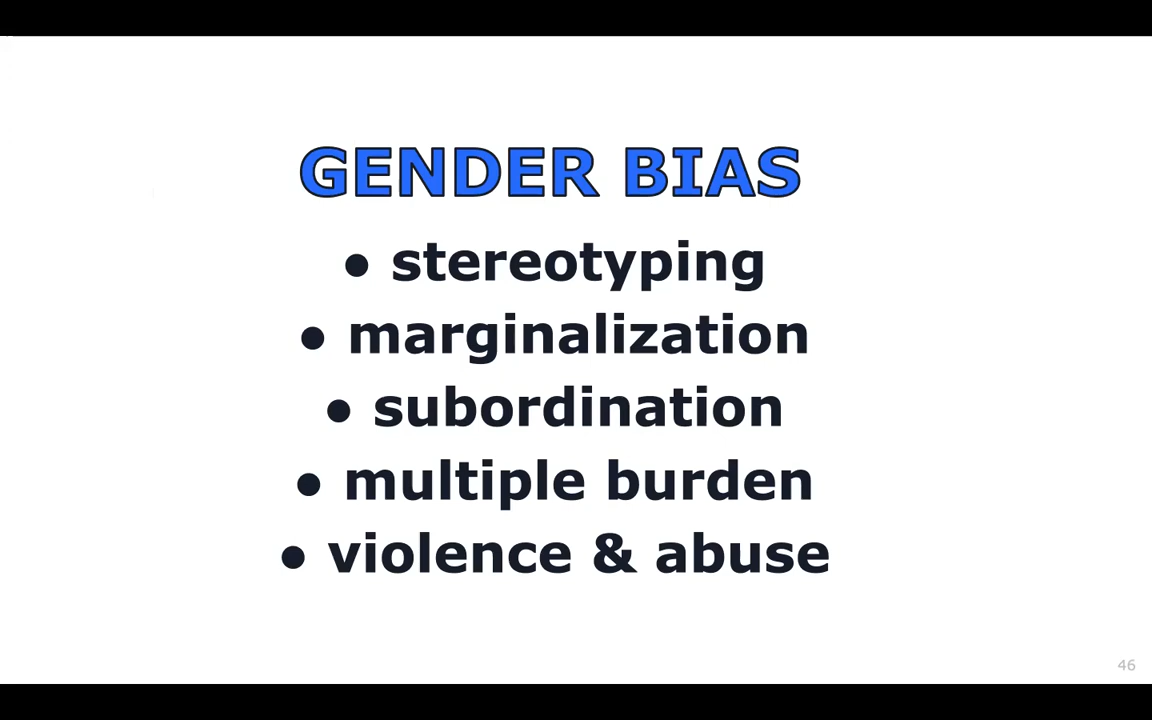 GENDER BIAS
● stereotyping
● marginalization
● subordination
● multiple burden
● violence & abuse
46